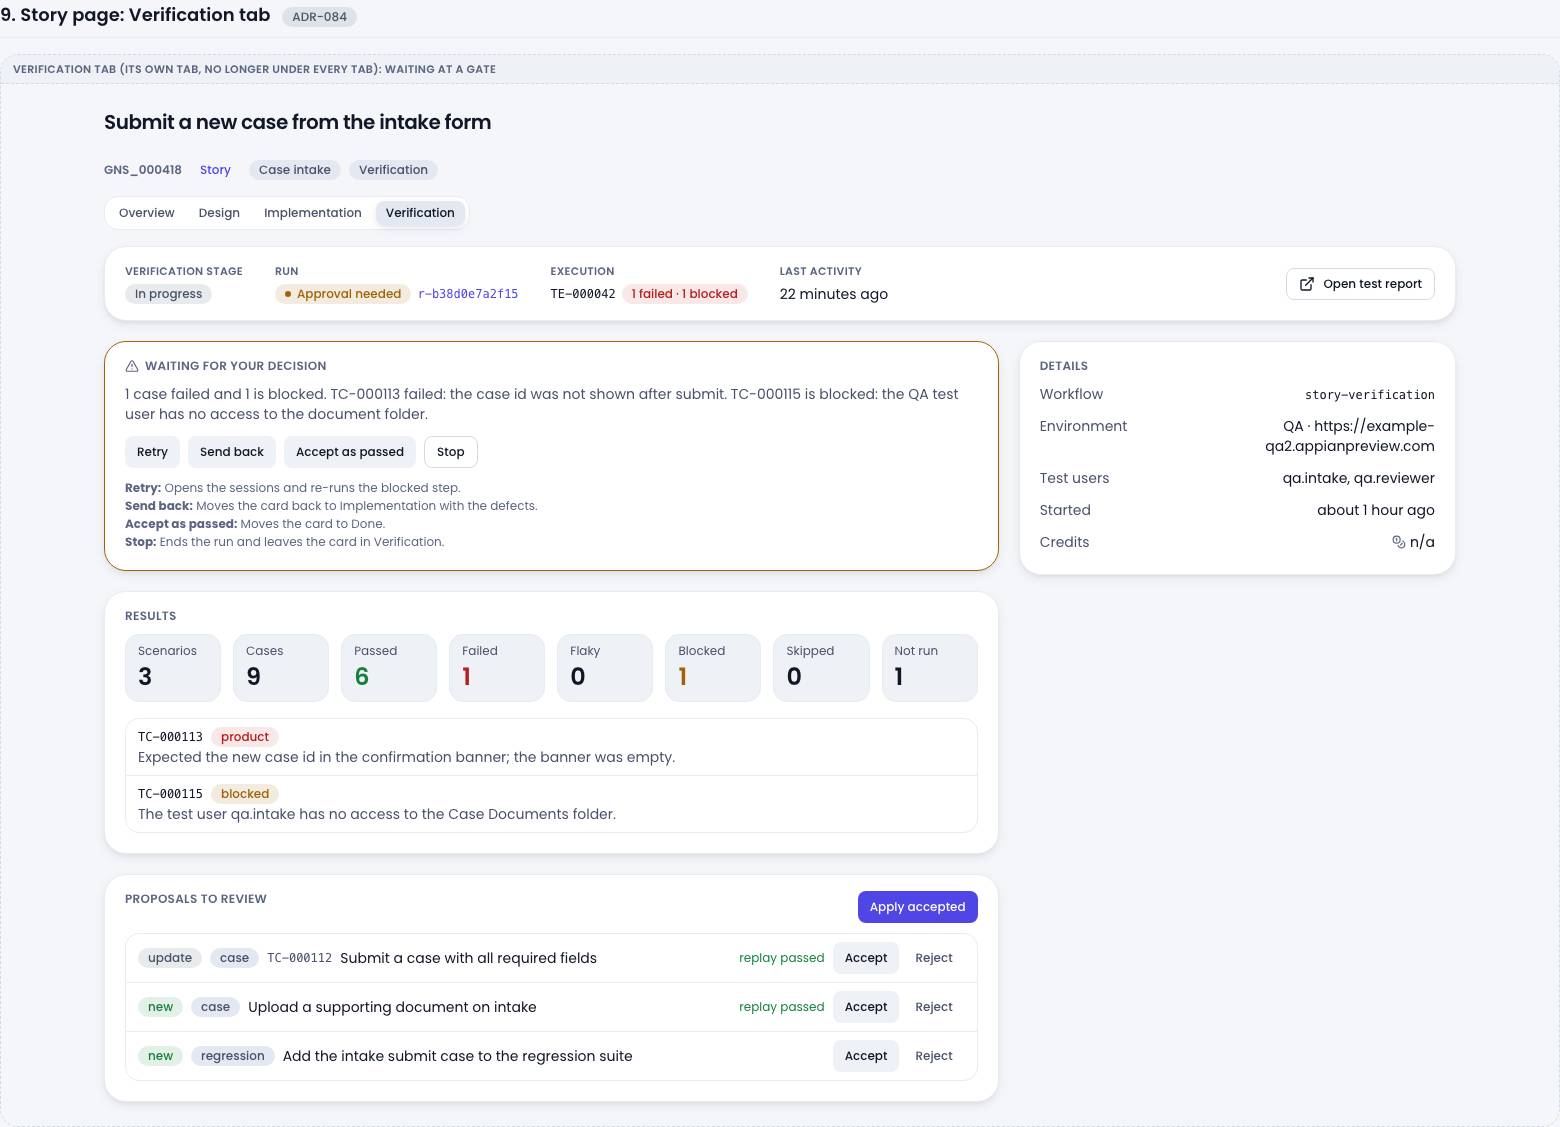 9. Story page: Verification tab ADR-084
VERIFICATION TAB (ITS OWN TAB, NO LONGER UNDER EVERY TAB): WAITING AT A GATE
Submit a new case from the intake form
GNS_000418 Story Case intake Verification
Overview Design Implementation Verification
VERIFICATION STAGE RUN EXECUTION LAST ACTIVITY
In progress Approval needed r-b38d0e7a2f15 TE-000042 1 failed · 1 blocked 22 minutes ago
Open test report
WAITING FOR YOUR DECISION
1 case failed and 1 is blocked. TC-000113 failed: the case id was not shown after submit. TC-000115 is blocked: the QA test
user has no access to the document folder.
Retry Send back Accept as passed Stop
Retry: Opens the sessions and re-runs the blocked step.
Send back: Moves the card back to Implementation with the defects.
Accept as passed: Moves the card to Done.
Stop: Ends the run and leaves the card in Verification.
DETAILS
Workflow story-verification
Environment QA · https://example-
qa2.appianpreview.com
Test users qa.intake, qa.reviewer
Started about 1 hour ago
Credits n/a
RESULTS
Scenarios Cases Passed Failed Flaky Blocked Skipped Not run
3 9 6 1 0 1 0 1
TC-000113 product
Expected the new case id in the confirmation banner; the banner was empty.
TC-000115 blocked
The test user qa.intake has no access to the Case Documents folder.
PROPOSALS TO REVIEW Apply accepted
update case TC-000112 Submit a case with all required fields replay passed Accept Reject
new case Upload a supporting document on intake replay passed Accept Reject
new regression Add the intake submit case to the regression suite Accept Reject